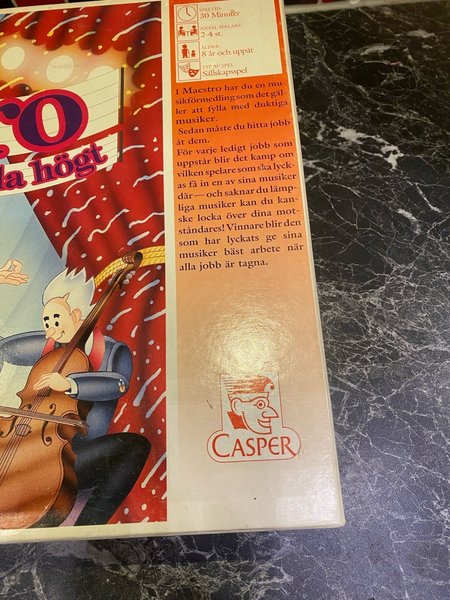 O
la högt
SPELTID:
30 Minuter
ANTAL SPELARE:
2-4 st.
ÅLDER:
8 år och uppåt
TYP AV SPEL:
Sällskapsspel
I Maestro har du en mu-
sikförmedling som det gäl-
ler att fylla med duktiga
musiker.
Sedan måste du hitta jobb
åt dem.
För varje ledigt jobb som
uppstår blir det kamp om
vilken spelare som ska lyck-
as få in en av sina musiker
där — och saknar du lämp-
liga musiker kan du kan-
ske locka över dina mot-
ståndares! Vinnare blir den
som har lyckats ge sina
musiker bäst arbete när
alla jobb är tagna.
CASPER